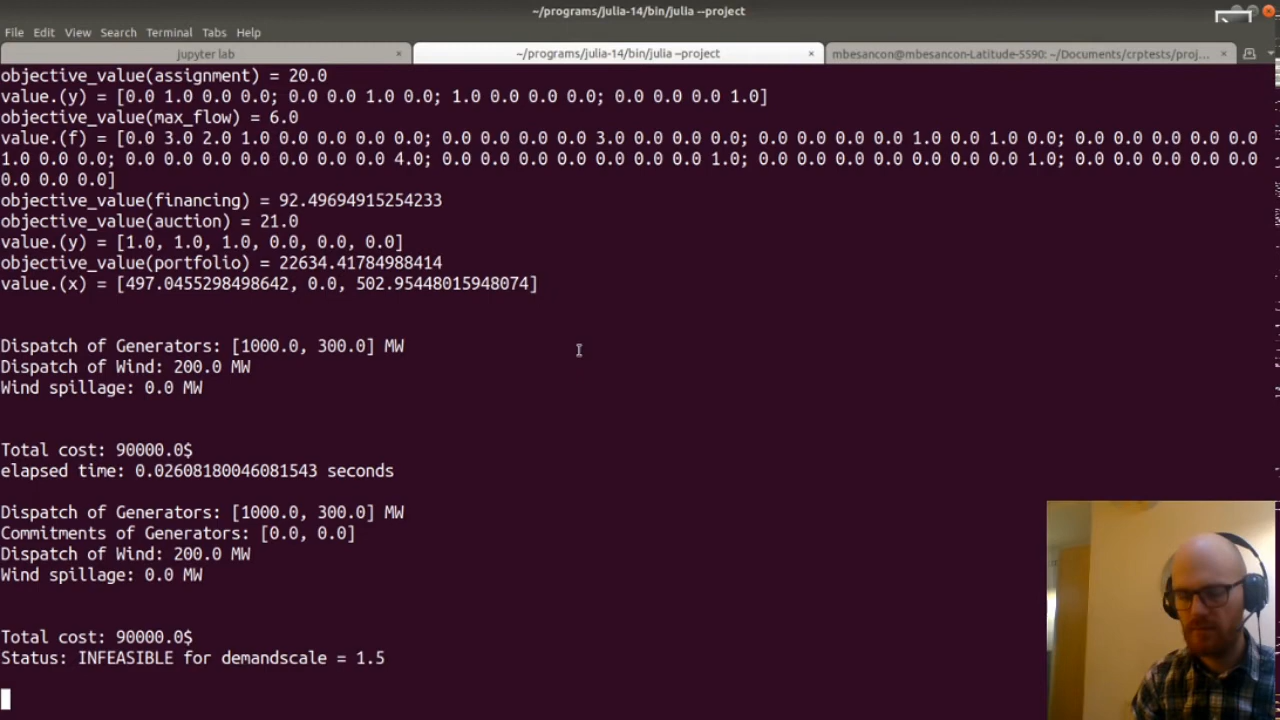 ~/programs/julia-14/bin/julia --project
File Edit View Search Terminal Tabs Help
jupyter lab × ~/programs/julia-14/bin/julia --project × mbesancon@mbesancon-Latitude-5590: ~/Documents/crptests/proj... ×
objective_value(assignment) = 20.0
value.(y) = [0.0 1.0 0.0 0.0; 0.0 0.0 1.0 0.0; 1.0 0.0 0.0 0.0; 0.0 0.0 0.0 1.0]
objective_value(max_flow) = 6.0
value.(f) = [0.0 3.0 2.0 1.0 0.0 0.0 0.0 0.0; 0.0 0.0 0.0 0.0 3.0 0.0 0.0 0.0; 0.0 0.0 0.0 0.0 1.0 0.0 1.0 0.0; 0.0 0.0 0.0 0.0 0.0
1.0 0.0 0.0; 0.0 0.0 0.0 0.0 0.0 0.0 0.0 4.0; 0.0 0.0 0.0 0.0 0.0 0.0 0.0 1.0; 0.0 0.0 0.0 0.0 0.0 0.0 0.0 1.0; 0.0 0.0 0.0 0.0 0.0
0.0 0.0 0.0]
objective_value(financing) = 92.49694915254233
objective_value(auction) = 21.0
value.(y) = [1.0, 1.0, 1.0, 0.0, 0.0, 0.0]
objective_value(portfolio) = 22634.41784988414
value.(x) = [497.0455298498642, 0.0, 502.95448015948074]
Dispatch of Generators: [1000.0, 300.0] MW
Dispatch of Wind: 200.0 MW
Wind spillage: 0.0 MW
Total cost: 90000.0$
elapsed time: 0.02608180046081543 seconds
Dispatch of Generators: [1000.0, 300.0] MW
Commitments of Generators: [0.0, 0.0]
Dispatch of Wind: 200.0 MW
Wind spillage: 0.0 MW
Total cost: 90000.0$
Status: INFEASIBLE for demandscale = 1.5